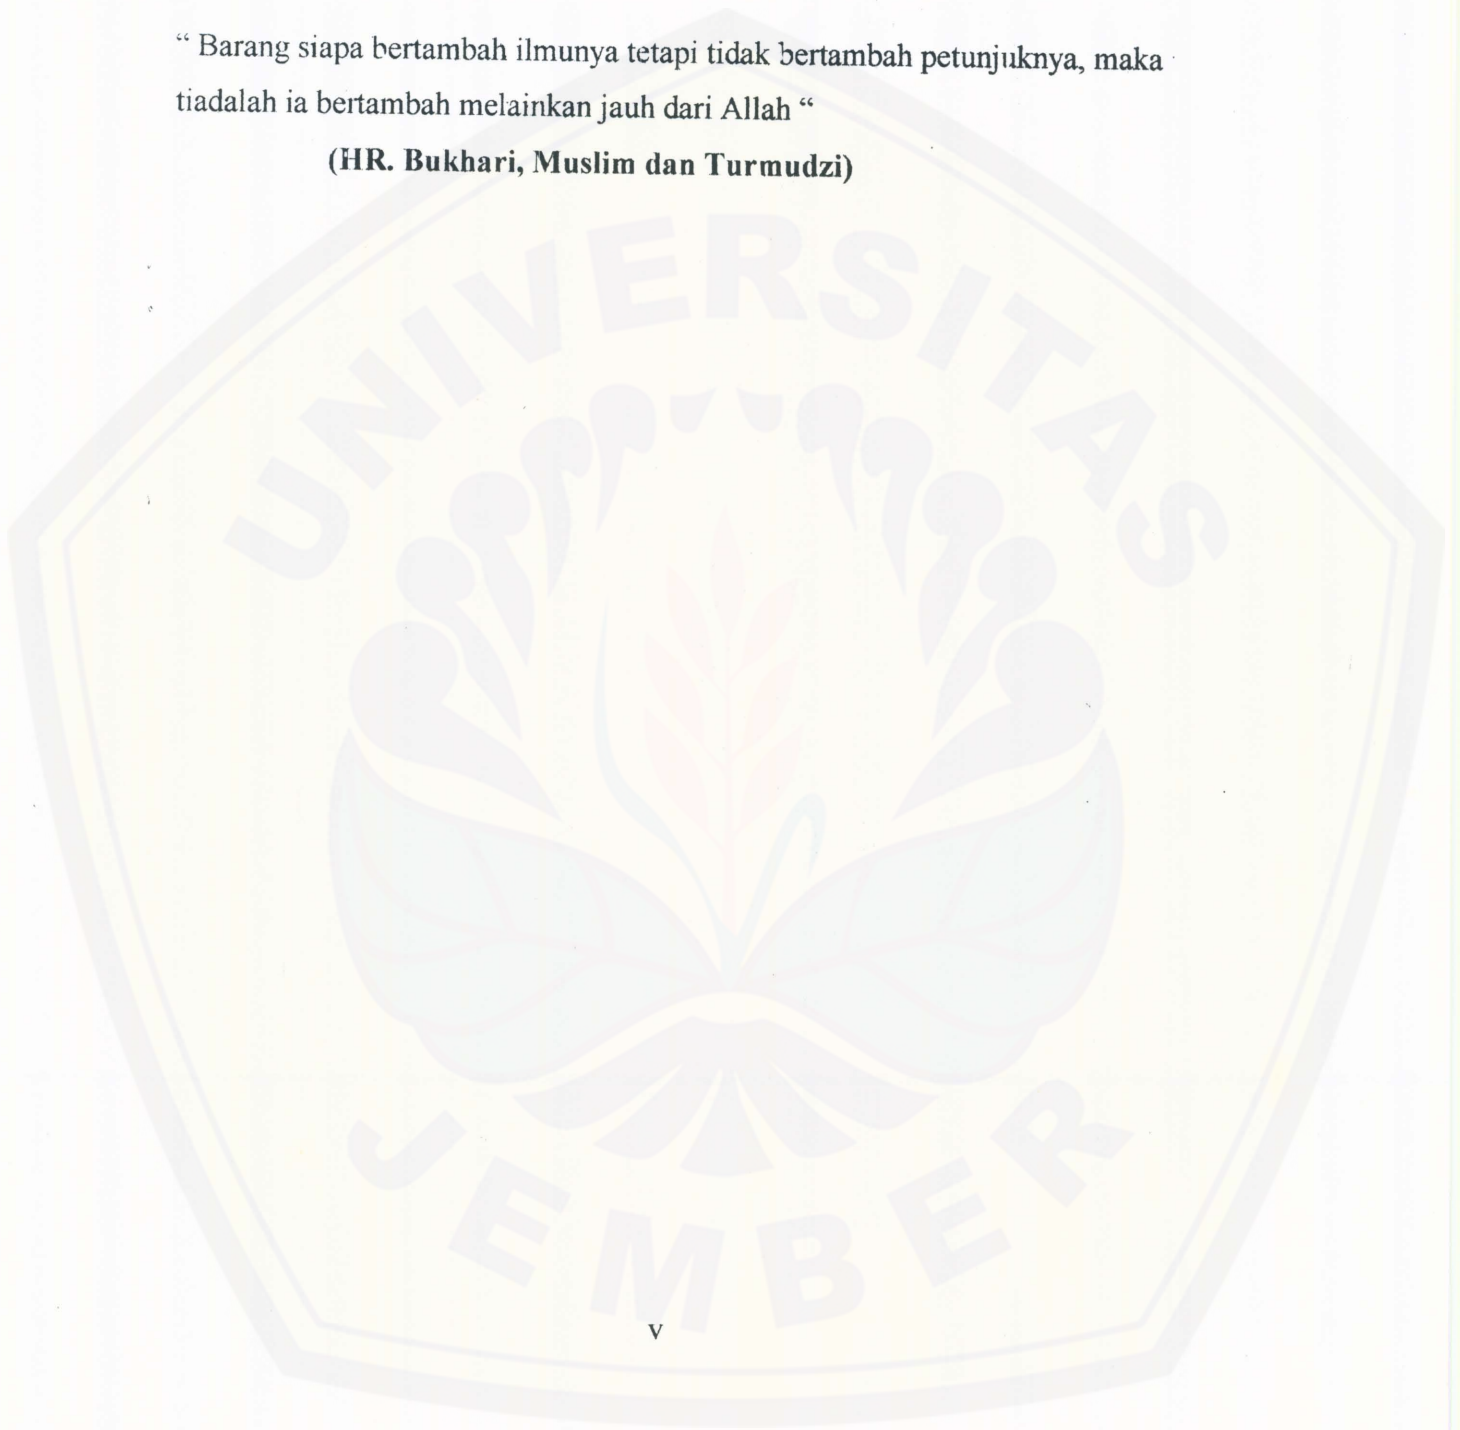 “ Barang siapa bertambah ilmunya tetapi tidak bertambah petunjuknya, maka
tiadalah ia bertambah melainkan jauh dari Allah “
(HR. Bukhari, Muslim dan Turmudzi)
UNIVERSITAS
JEMBER
v